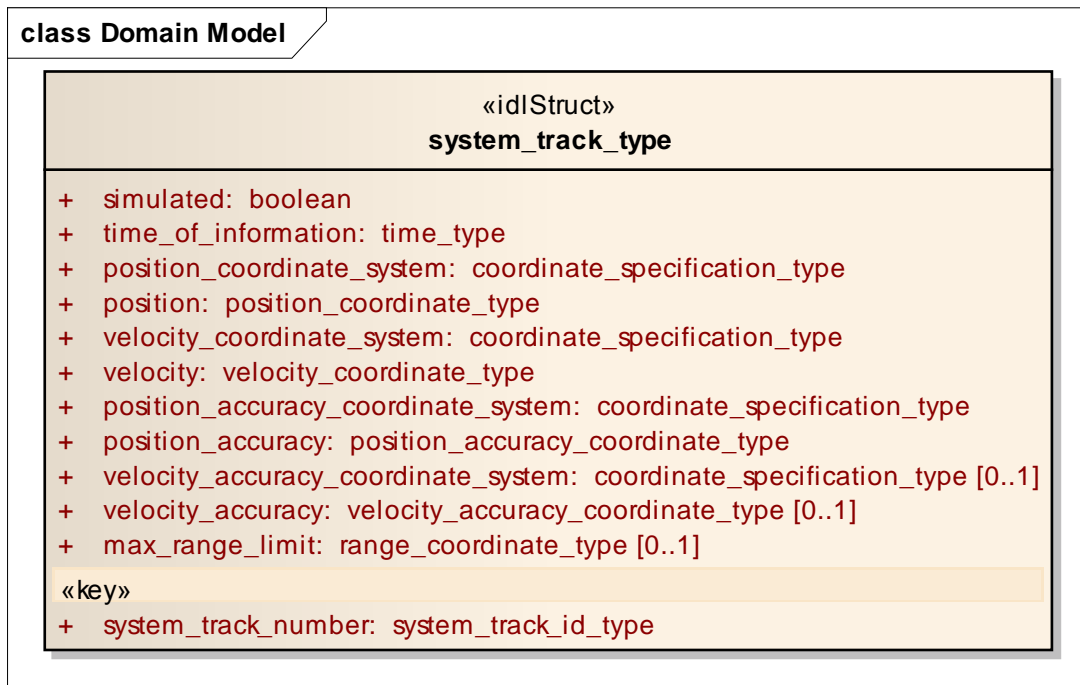 class Domain Model
«idlStruct»
system_track_type
+ simulated: boolean
+ time_of_information: time_type
+ position_coordinate_system: coordinate_specification_type
+ position: position_coordinate_type
+ velocity_coordinate_system: coordinate_specification_type
+ velocity: velocity_coordinate_type
+ position_accuracy_coordinate_system: coordinate_specification_type
+ position_accuracy: position_accuracy_coordinate_type
+ velocity_accuracy_coordinate_system: coordinate_specification_type [0..1]
+ velocity_accuracy: velocity_accuracy_coordinate_type [0..1]
+ max_range_limit: range_coordinate_type [0..1]
«key»
+ system_track_number: system_track_id_type